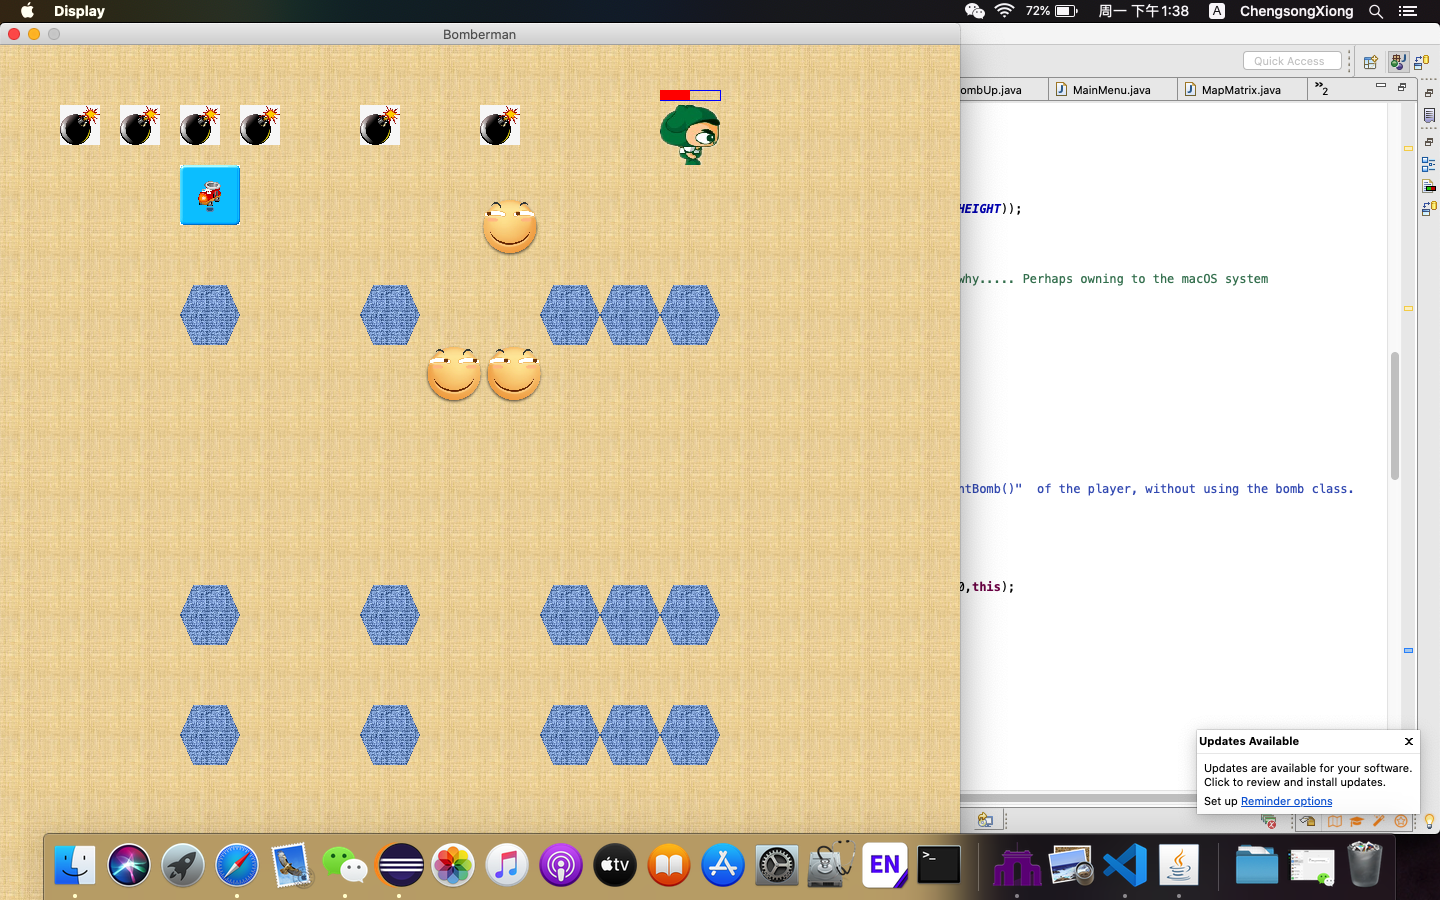 Display
72%
周一 下午1:38
A
ChengsongXiong
Bomberman
Quick Access
ombUp.java
MainMenu.java
MapMatrix.java
»2
HEIGHT));
why..... Perhaps owning to the macOS system
ntBomb()"  of the player, without using the bomb class.
0,this);
Updates Available
Updates are available for your software.
Click to review and install updates.
Set up Reminder options
tv
EN
>_